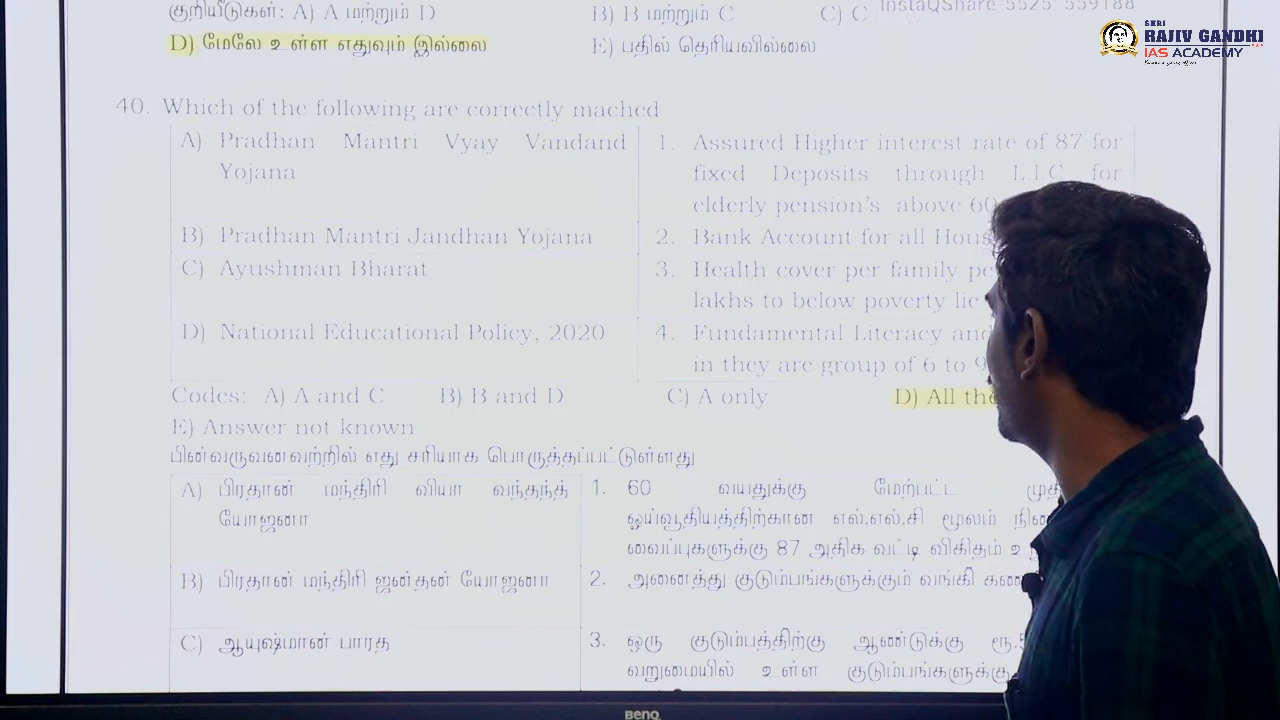 குறியீடுகள்: A) A மற்றும் D B) B மற்றும் C C) C InstaQShare-5525: 559188
D) மேலே உள்ள எதுவும் இல்லை E) பதில் தெரியவில்லை
SHRI
RAJIV GANDHI
IAS ACADEMY
40. Which of the following are correctly mached
A) Pradhan Mantri Vyay Vandand 1. Assured Higher interest rate of 87 for
Yojana fixed Deposits through L.I.C for
elderly pension's above 60
B) Pradhan Mantri Jandhan Yojana 2. Bank Account for all
C) Ayushman Bharat 3. Health cover per family
lakhs to below poverty lie
D) National Educational Policy, 2020 4. Fundamental Literacy and
in they are group of 6 to 9
Codes: A) A and C B) B and D C) A only D) All
E) Answer not known
பின்வருவனவற்றில் எது சரியாக பொருத்தப்பட்டுள்ளது
A) பிரதான் மந்திரி வியா வந்தந்த் 1. 60 வயதுக்கு மேற்பட்ட
யோஜனா ஓய்வூதியத்திற்கான எல்.எல்.சி மூலம்
வைப்புகளுக்கு 87 அதிக வட்டி விகிதம்
B) பிரதான் மந்திரி ஜன்தன் யோஜனா 2. அனைத்து குடும்பங்களுக்கும் வங்கி
C) ஆயுஷ்மான் பாரத 3. ஒரு குடும்பத்திற்கு ஆண்டுக்கு
வறுமையில் உள்ள குடும்பங்களுக்கு
BenQ